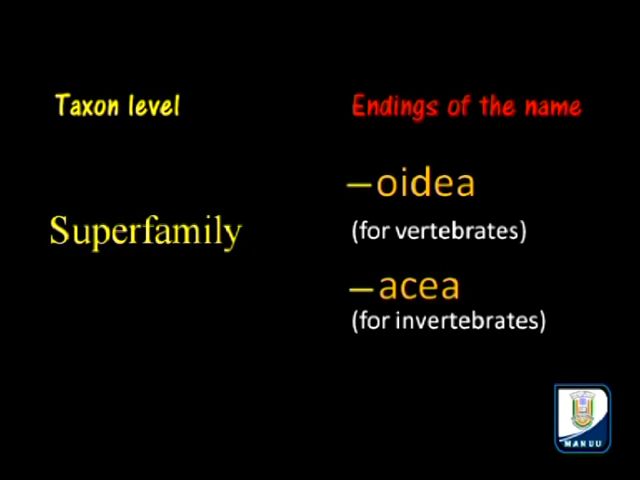 Taxon level
Endings of the name
Superfamily
–oidea
(for vertebrates)
–acea
(for invertebrates)
MANUU